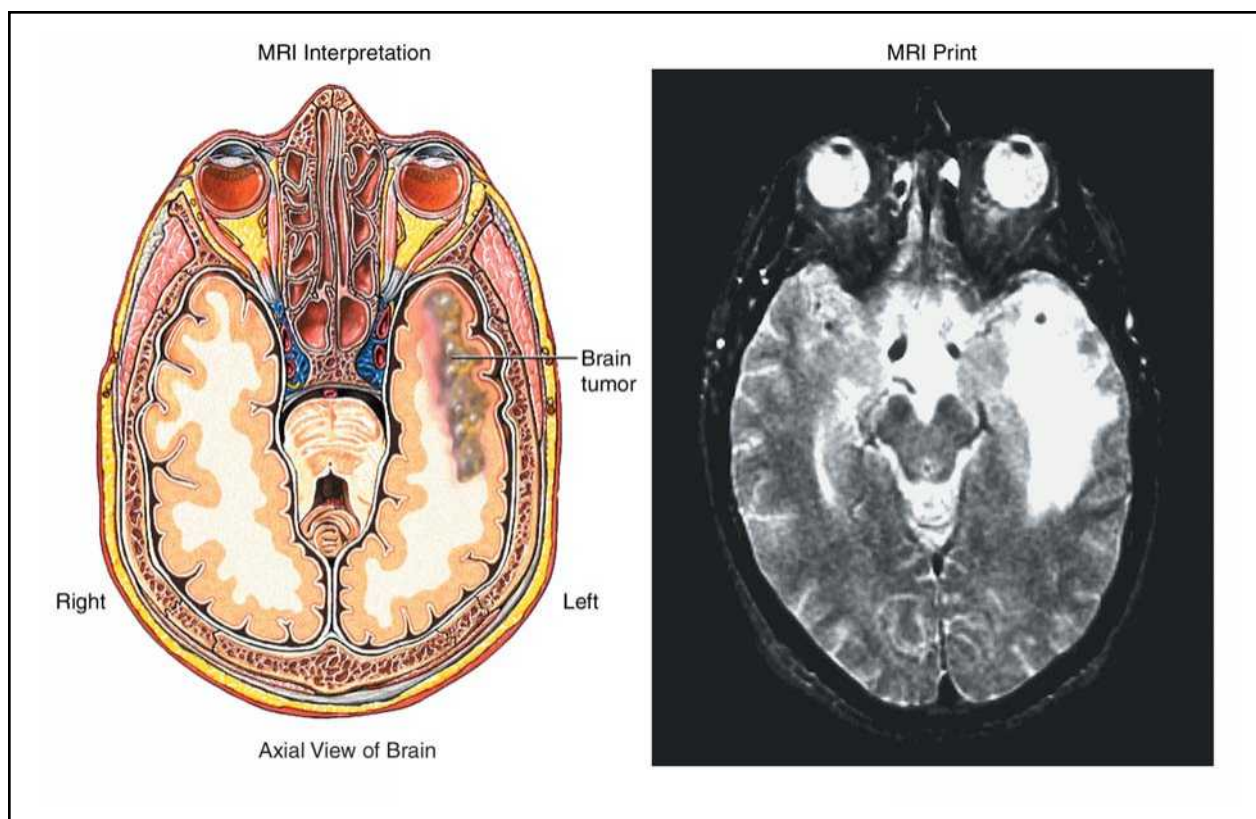 MRI Interpretation
MRI Print
Brain
tumor
Right
Left
Axial View of Brain